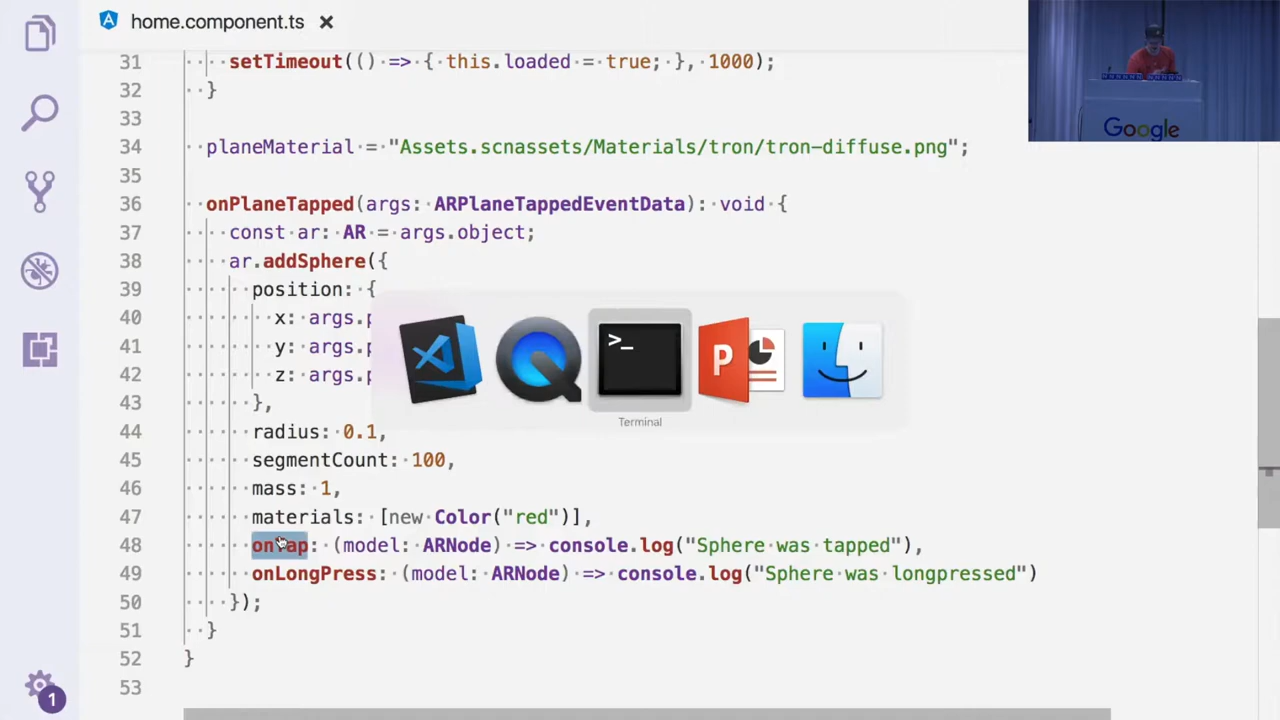 home.component.ts
31 setTimeout(() => { this.loaded = true; }, 1000);
32 }
33
34 planeMaterial = "Assets.scnassets/Materials/tron/tron-diffuse.png";
35
36 onPlaneTapped(args: ARPlaneTappedEventData): void {
37 const ar: AR = args.object;
38 ar.addSphere({
39 position: {
40 x: args.p
41 y: args.p
42 z: args.p
43 },
44 radius: 0.1,
45 segmentCount: 100,
46 mass: 1,
47 materials: [new Color("red")],
48 onTap: (model: ARNode) => console.log("Sphere was tapped"),
49 onLongPress: (model: ARNode) => console.log("Sphere was longpressed")
50 });
51 }
52 }
53
>_
P
Terminal
1
Google